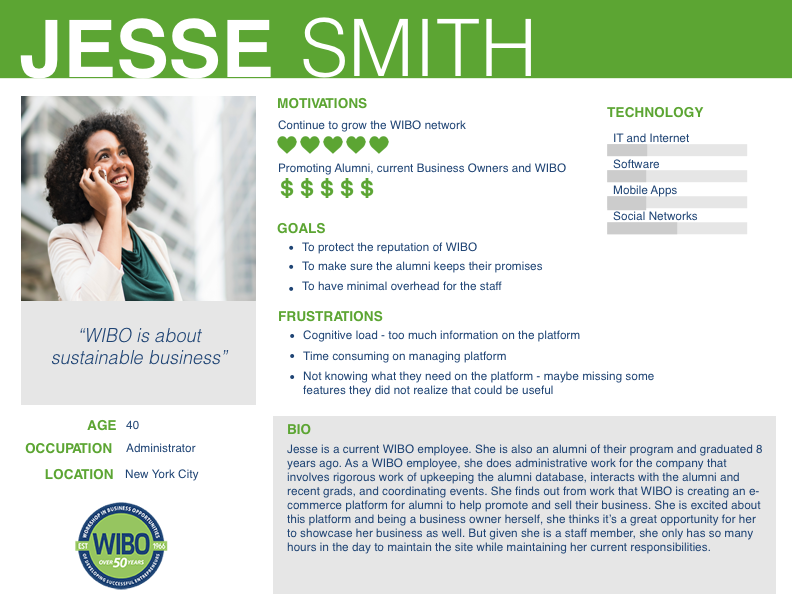 JESSE SMITH
“WIBO is about
sustainable business”
AGE 40
OCCUPATION Administrator
LOCATION New York City
WORKSHOP IN BUSINESS OPPORTUNITIES
EST WIBO 1966
OVER 50 YEARS
OF DEVELOPING SUCCESSFUL ENTREPRENEURS
MOTIVATIONS
Continue to grow the WIBO network
Promoting Alumni, current Business Owners and WIBO
$ $ $ $ $
GOALS
• To protect the reputation of WIBO
• To make sure the alumni keeps their promises
• To have minimal overhead for the staff
FRUSTRATIONS
• Cognitive load - too much information on the platform
• Time consuming on managing platform
• Not knowing what they need on the platform - maybe missing some
features they did not realize that could be useful
TECHNOLOGY
IT and Internet
Software
Mobile Apps
Social Networks
BIO
Jesse is a current WIBO employee. She is also an alumni of their program and graduated 8
years ago. As a WIBO employee, she does administrative work for the company that
involves rigorous work of upkeeping the alumni database, interacts with the alumni and
recent grads, and coordinating events. She finds out from work that WIBO is creating an e-
commerce platform for alumni to help promote and sell their business. She is excited about
this platform and being a business owner herself, she thinks it’s a great opportunity for her
to showcase her business as well. But given she is a staff member, she only has so many
hours in the day to maintain the site while maintaining her current responsibilities.